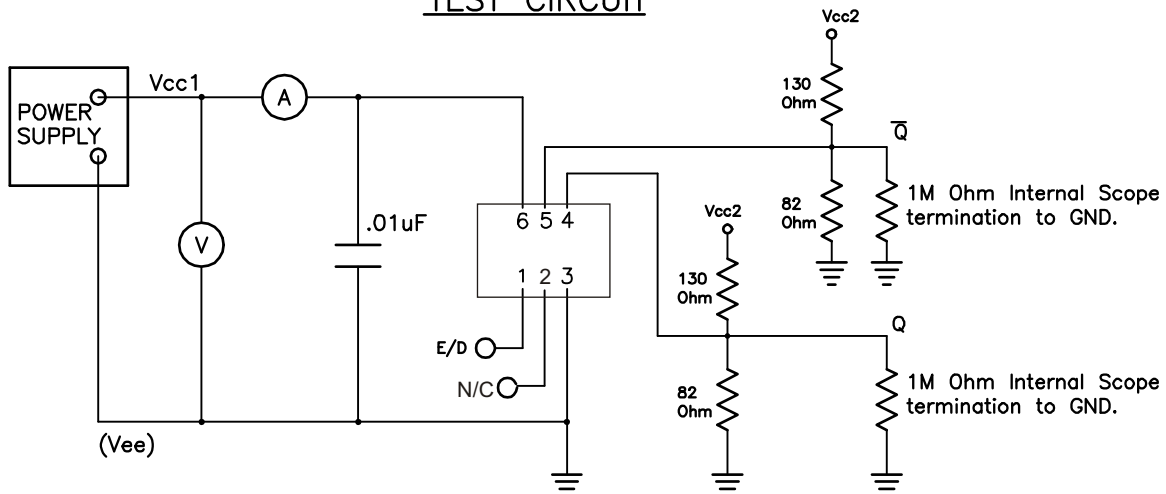 TEST CIRCUIT
Vcc2
Vcc1
POWER
SUPPLY
A
130
Ohm
Q̅
V
.01uF
6 5 4
1 2 3
Vcc2
82
Ohm
1M Ohm Internal Scope
termination to GND.
130
Ohm
E/D
N/C
Q
82
Ohm
1M Ohm Internal Scope
termination to GND.
(Vee)